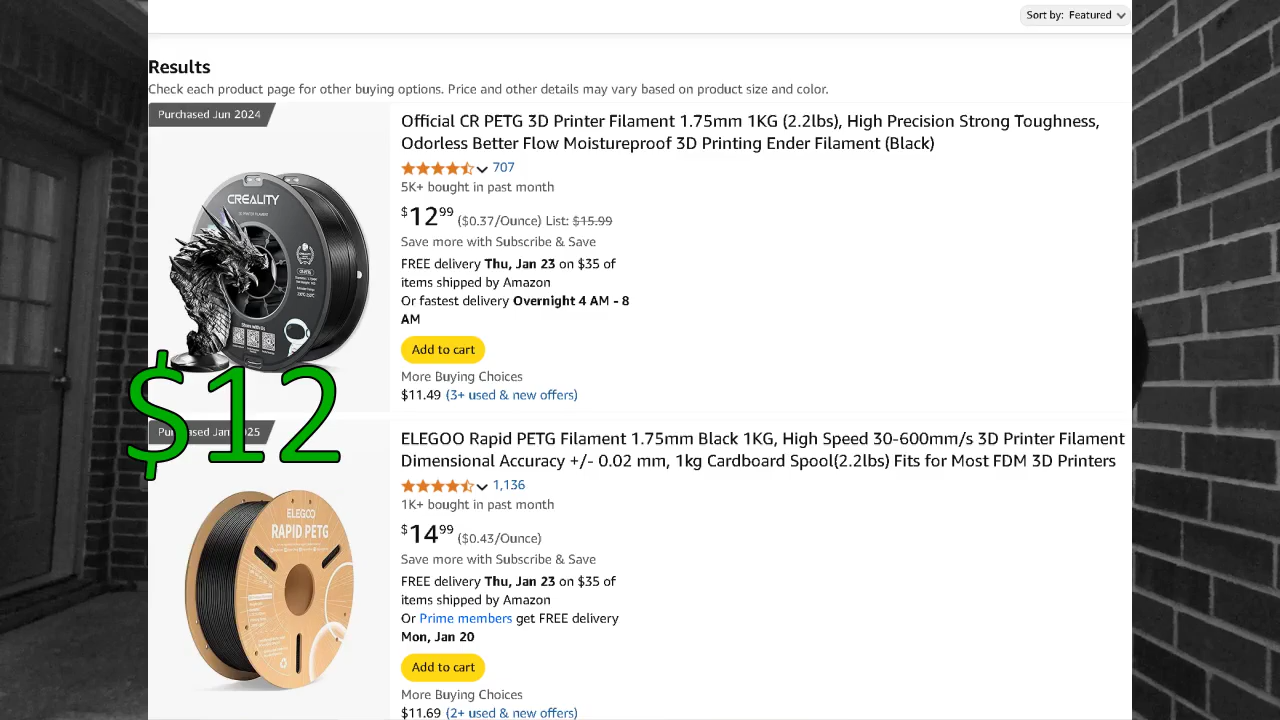 Sort by: Featured
Results
Check each product page for other buying options. Price and other details may vary based on product size and color.
Purchased Jun 2024
Official CR PETG 3D Printer Filament 1.75mm 1KG (2.2lbs), High Precision Strong Toughness,
Odorless Better Flow Moistureproof 3D Printing Ender Filament (Black)
707
5K+ bought in past month
$12.99 ($0.37/Ounce) List: $15.99
Save more with Subscribe & Save
FREE delivery Thu, Jan 23 on $35 of
items shipped by Amazon
Or fastest delivery Overnight 4 AM - 8
AM
Add to cart
More Buying Choices
$11.49 (3+ used & new offers)
CREALITY
$12
Purchased Jan 2025
ELEGOO Rapid PETG Filament 1.75mm Black 1KG, High Speed 30-600mm/s 3D Printer Filament
Dimensional Accuracy +/- 0.02 mm, 1kg Cardboard Spool(2.2lbs) Fits for Most FDM 3D Printers
1,136
1K+ bought in past month
$14.99 ($0.43/Ounce)
Save more with Subscribe & Save
FREE delivery Thu, Jan 23 on $35 of
items shipped by Amazon
Or Prime members get FREE delivery
Mon, Jan 20
Add to cart
More Buying Choices
$11.69 (2+ used & new offers)
ELEGOO
RAPID PETG